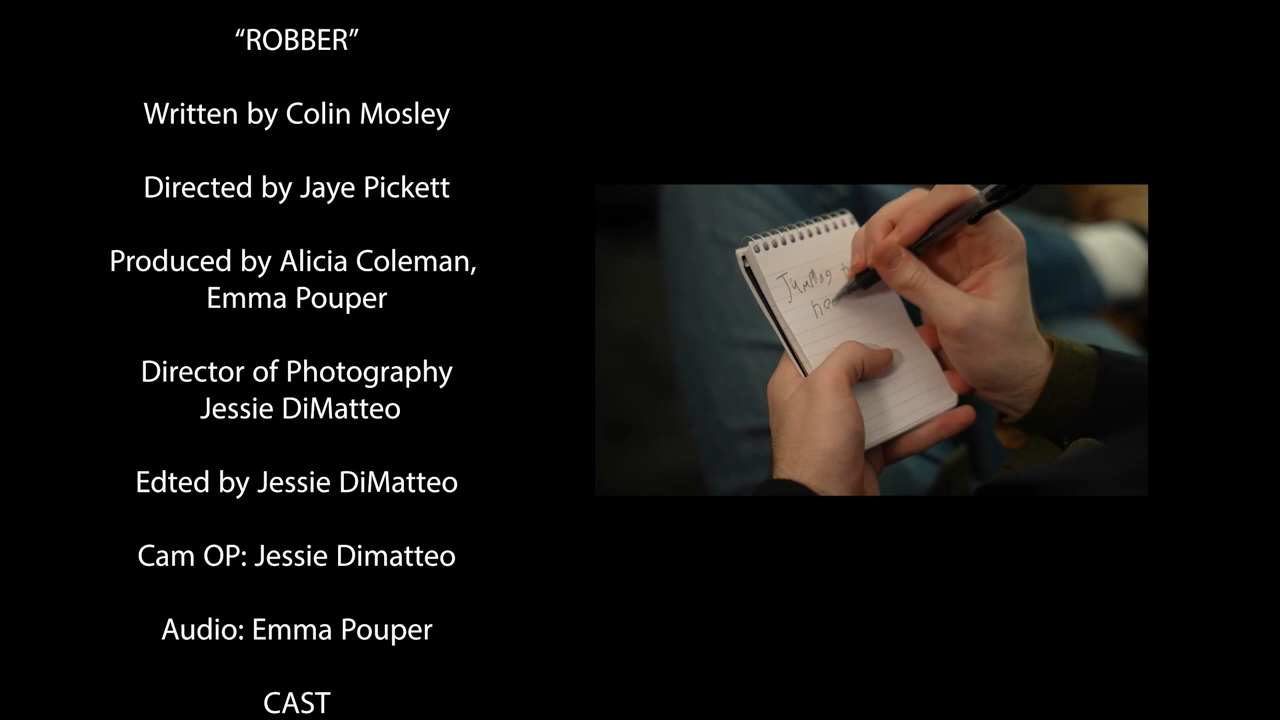 “ROBBER”
Written by Colin Mosley
Directed by Jaye Pickett
Produced by Alicia Coleman,
Emma Pouper
Director of Photography
Jessie DiMatteo
Edted by Jessie DiMatteo
Cam OP: Jessie Dimatteo
Audio: Emma Pouper
CAST
Jumping